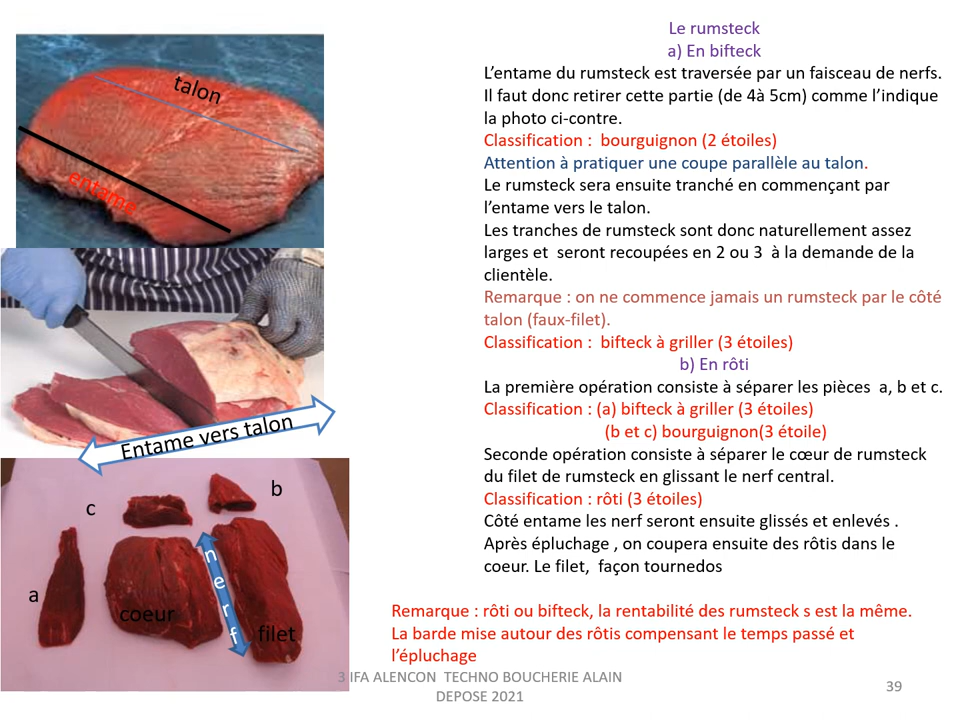 talon
entame
Entame vers talon
c
b
a
coeur
nerf
filet
Le rumsteck
a) En bifteck
L’entame du rumsteck est traversée par un faisceau de nerfs.
Il faut donc retirer cette partie (de 4à 5cm) comme l’indique
la photo ci-contre.
Classification :  bourguignon (2 étoiles)
Attention à pratiquer une coupe parallèle au talon.
Le rumsteck sera ensuite tranché en commençant par
l’entame vers le talon.
Les tranches de rumsteck sont donc naturellement assez
larges et  seront recoupées en 2 ou 3  à la demande de la
clientèle.
Remarque : on ne commence jamais un rumsteck par le côté
talon (faux-filet).
Classification :  bifteck à griller (3 étoiles)
b) En rôti
La première opération consiste à séparer les pièces  a, b et c.
Classification : (a) bifteck à griller (3 étoiles)
(b et c) bourguignon(3 étoile)
Seconde opération consiste à séparer le cœur de rumsteck
du filet de rumsteck en glissant le nerf central.
Classification : rôti (3 étoiles)
Côté entame les nerf seront ensuite glissés et enlevés .
Après épluchage , on coupera ensuite des rôtis dans le
coeur. Le filet,  façon tournedos
Remarque : rôti ou bifteck, la rentabilité des rumsteck s est la même.
La barde mise autour des rôtis compensant le temps passé et
l’épluchage
3 IFA ALENCON  TECHNO BOUCHERIE ALAIN
DEPOSE 2021
39